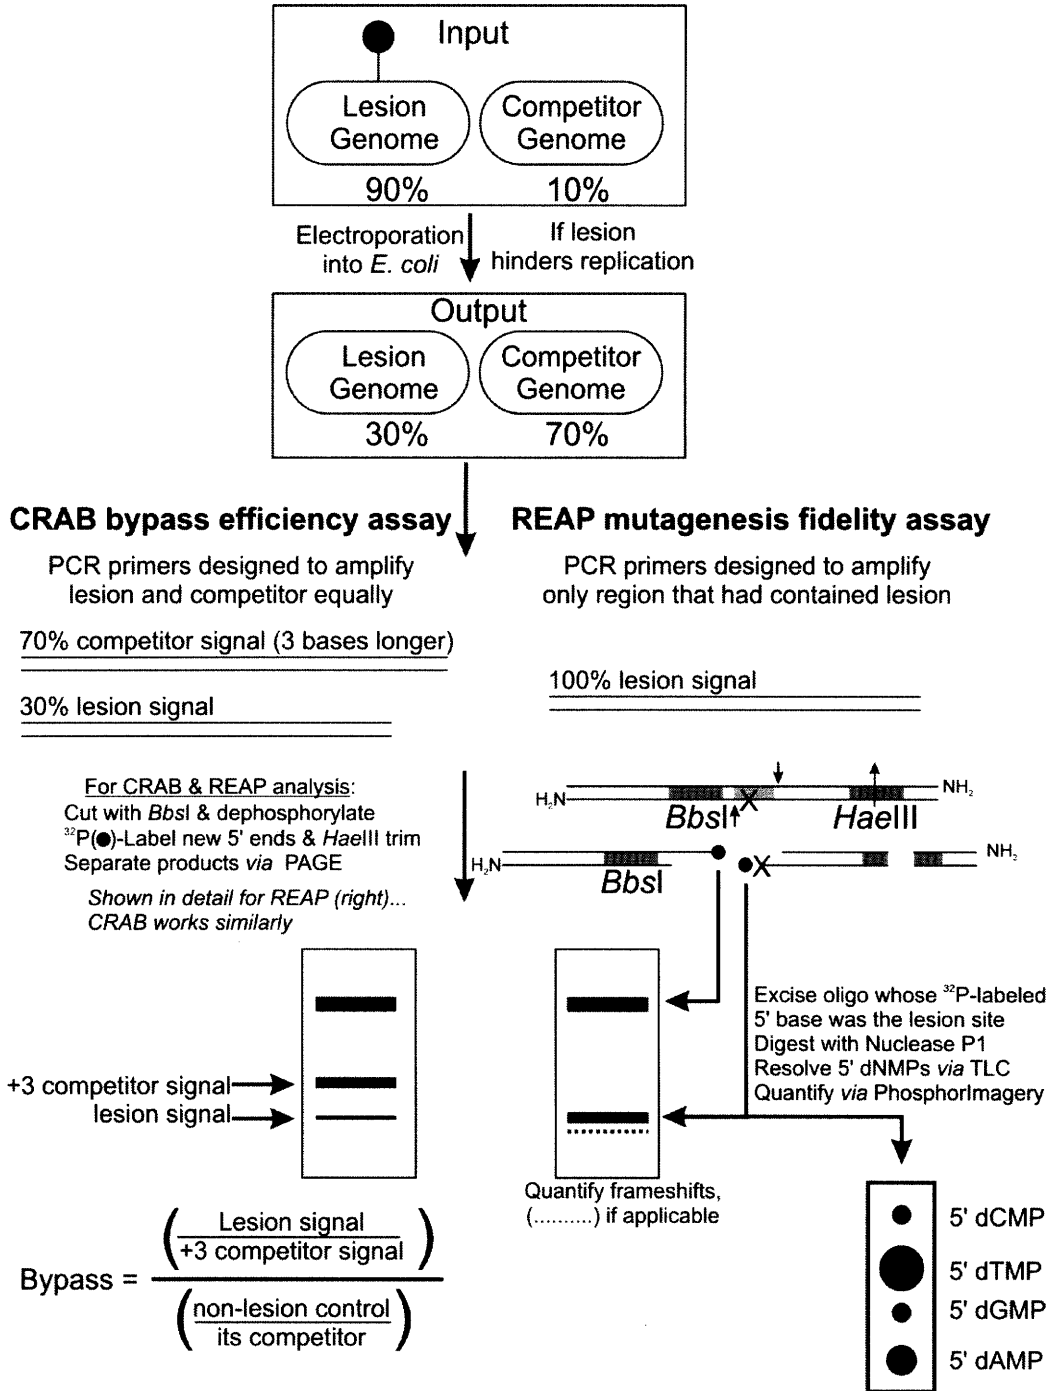 Input
Lesion
Genome
Competitor
Genome
90%
10%
Electroporation
into E. coli
If lesion
hinders replication
Output
Lesion
Genome
Competitor
Genome
30%
70%
CRAB bypass efficiency assay
PCR primers designed to amplify
lesion and competitor equally
70% competitor signal (3 bases longer)
30% lesion signal
For CRAB & REAP analysis:
Cut with BbsI & dephosphorylate
³²P(●)-Label new 5' ends & HaeIII trim
Separate products via PAGE
Shown in detail for REAP (right)...
CRAB works similarly
REAP mutagenesis fidelity assay
PCR primers designed to amplify
only region that had contained lesion
100% lesion signal
H₂N
NH₂
X
BbsI
HaeIII
H₂N
NH₂
X
BbsI
+3 competitor signal
lesion signal
Excise oligo whose ³²P-labeled
5' base was the lesion site
Digest with Nuclease P1
Resolve 5' dNMPs via TLC
Quantify via PhosphorImagery
Quantify frameshifts,
(..........) if applicable
Bypass = (Lesion signal
+3 competitor signal)
(non-lesion control
its competitor)
5' dCMP
5' dTMP
5' dGMP
5' dAMP